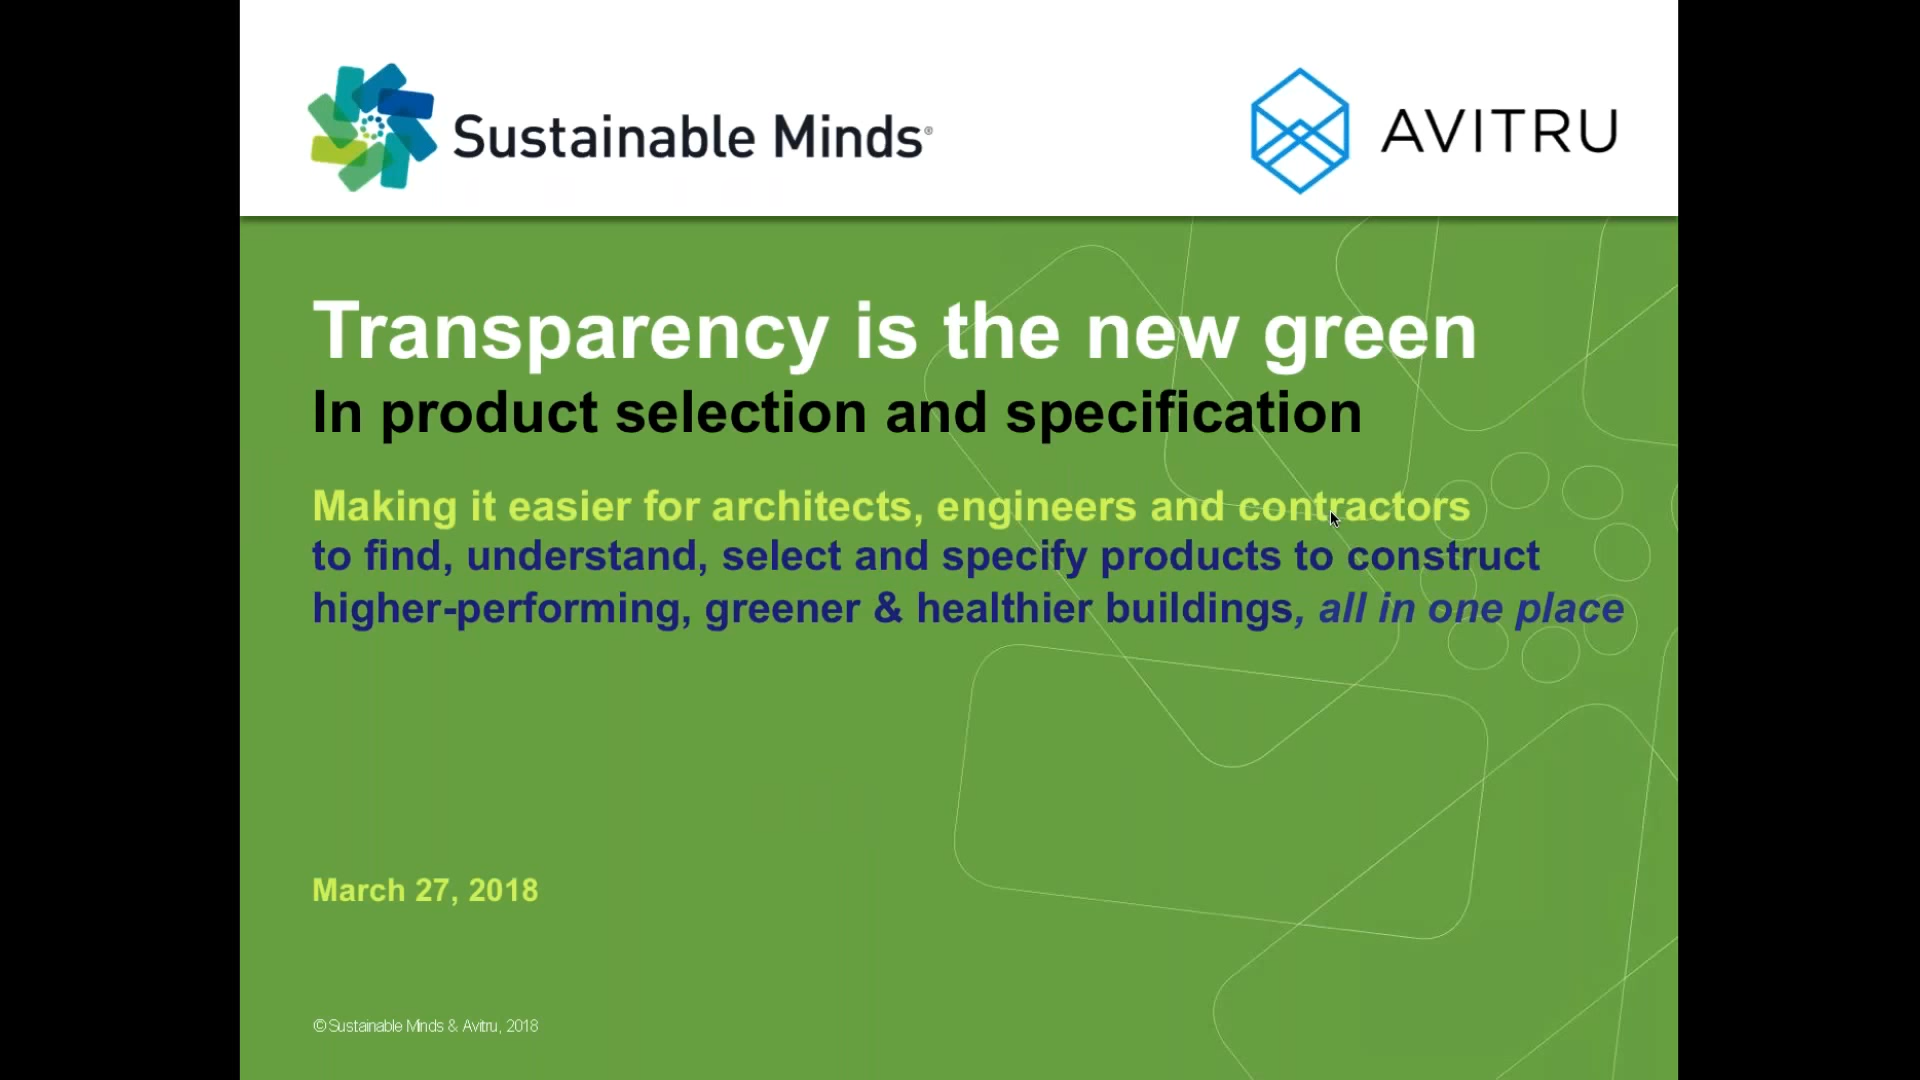 Sustainable Minds®
AVITRU
Transparency is the new green
In product selection and specification
Making it easier for architects, engineers and contractors
to find, understand, select and specify products to construct
higher-performing, greener & healthier buildings, all in one place
March 27, 2018
© Sustainable Minds & Avitru, 2018